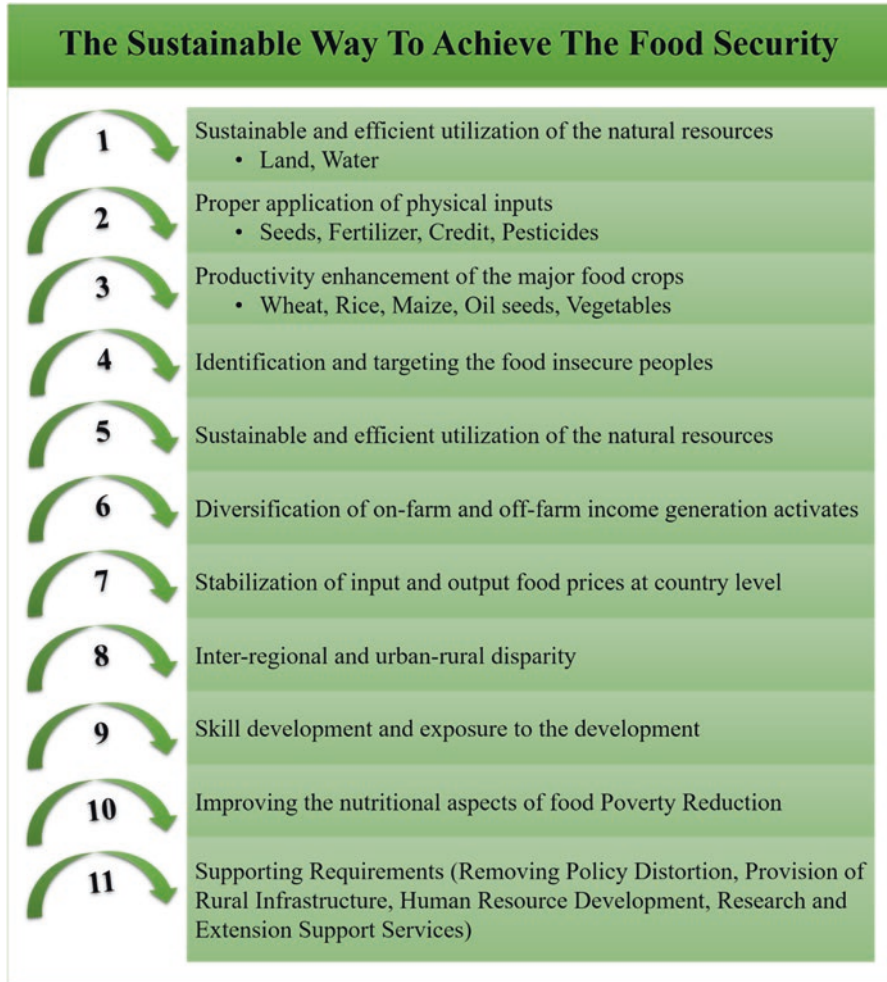 The Sustainable Way To Achieve The Food Security
1
Sustainable and efficient utilization of the natural resources
• Land, Water
2
Proper application of physical inputs
• Seeds, Fertilizer, Credit, Pesticides
3
Productivity enhancement of the major food crops
• Wheat, Rice, Maize, Oil seeds, Vegetables
4
Identification and targeting the food insecure peoples
5
Sustainable and efficient utilization of the natural resources
6
Diversification of on-farm and off-farm income generation activates
7
Stabilization of input and output food prices at country level
8
Inter-regional and urban-rural disparity
9
Skill development and exposure to the development
10
Improving the nutritional aspects of food Poverty Reduction
11
Supporting Requirements (Removing Policy Distortion, Provision of
Rural Infrastructure, Human Resource Development, Research and
Extension Support Services)